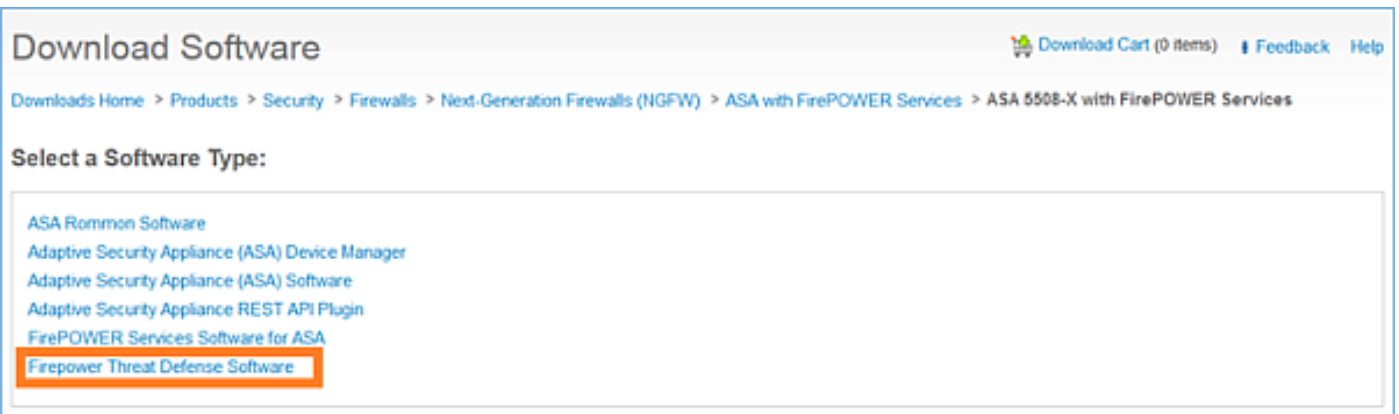 Download Software
Download Cart (0 items) Feedback Help
Downloads Home > Products > Security > Firewalls > Next-Generation Firewalls (NGFW) > ASA with FirePOWER Services > ASA 5508-X with FirePOWER Services
Select a Software Type:
ASA Rommon Software
Adaptive Security Appliance (ASA) Device Manager
Adaptive Security Appliance (ASA) Software
Adaptive Security Appliance REST API Plugin
FirePOWER Services Software for ASA
Firepower Threat Defense Software